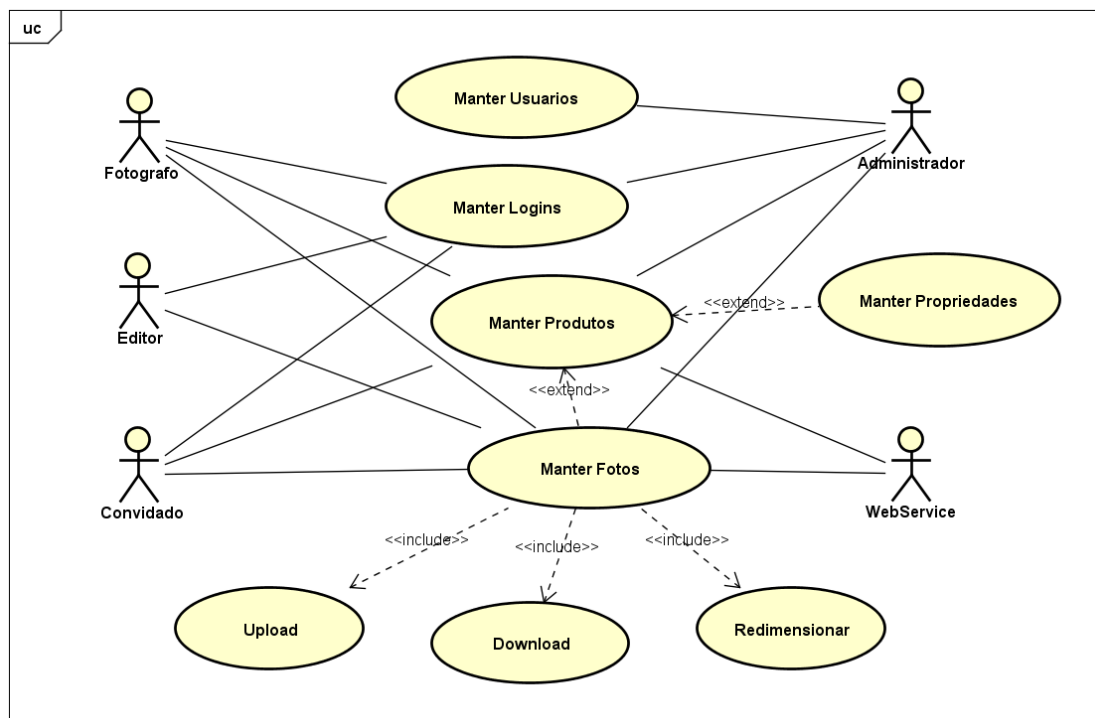 uc
Manter Usuarios
Fotografo
Administrador
Manter Logins
Editor
Manter Produtos
<<extend>>
Manter Propriedades
<<extend>>
Convidado
Manter Fotos
WebService
<<include>>
<<include>>
<<include>>
Upload
Download
Redimensionar